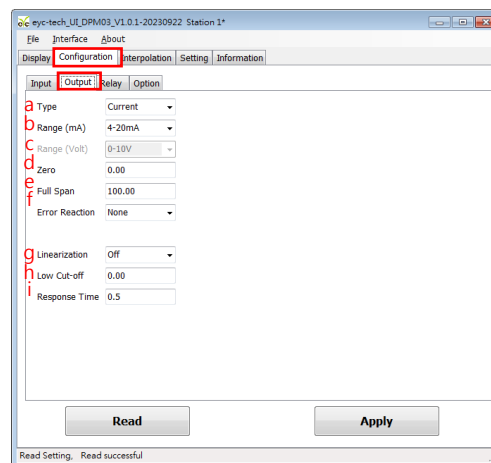 eyc-tech_UI_DPM03_V1.0.1-20230922 Station 1*
File Interface About
Display Configuration Interpolation Setting Information
Input Output Relay Option
a Type Current
b Range (mA) 4-20mA
c Range (Volt) 0-10V
d Zero 0.00
e Full Span 100.00
f Error Reaction None
g Linearization Off
h Low Cut-off 0.00
i Response Time 0.5
Read Apply
Read Setting, Read successful